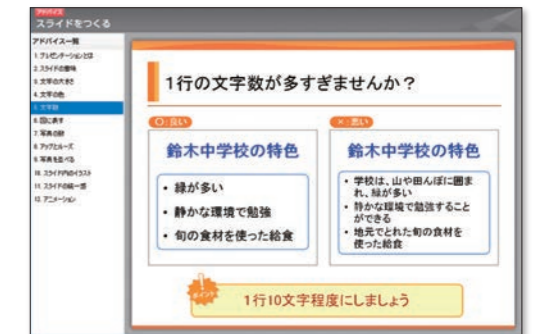 アドバイス
スライドをつくる
アドバイス一覧
1. プレゼンテーションとは
2. スライドの意味
3. 文字の大きさ
4. 文字の色
5. 文字数
6. 図に表す
7. 写真の材
8. アップとルーズ
9. 写真を並べる
10. スライド内のイラスト
11. スライドの統一感
12. アニメーション
1行の文字数が多すぎませんか？
○：良い
×：悪い
鈴木中学校の特色
・緑が多い
・静かな環境で勉強
・旬の食材を使った給食
鈴木中学校の特色
・学校は、山や田んぼに囲ま
れ、緑が多い
・静かな環境で勉強すること
ができる
・地元でとれた旬の食材を
使った給食
ポイント
1行10文字程度にしましょう